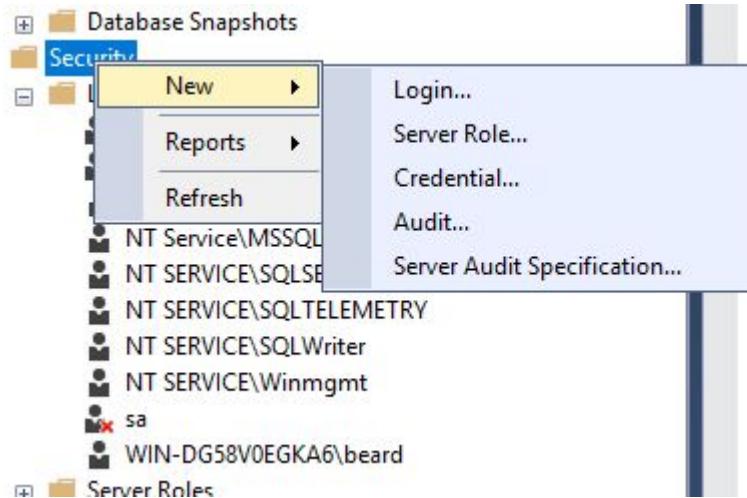 Database Snapshots
Security
New
Login...
Server Role...
Reports
Credential...
Refresh
Audit...
NT Service\MSSQL
Server Audit Specification...
NT SERVICE\SQLSE
NT SERVICE\SQLTELEMETRY
NT SERVICE\SQLWriter
NT SERVICE\Winmgmt
sa
WIN-DG58V0EGKA6\beard
Server Roles